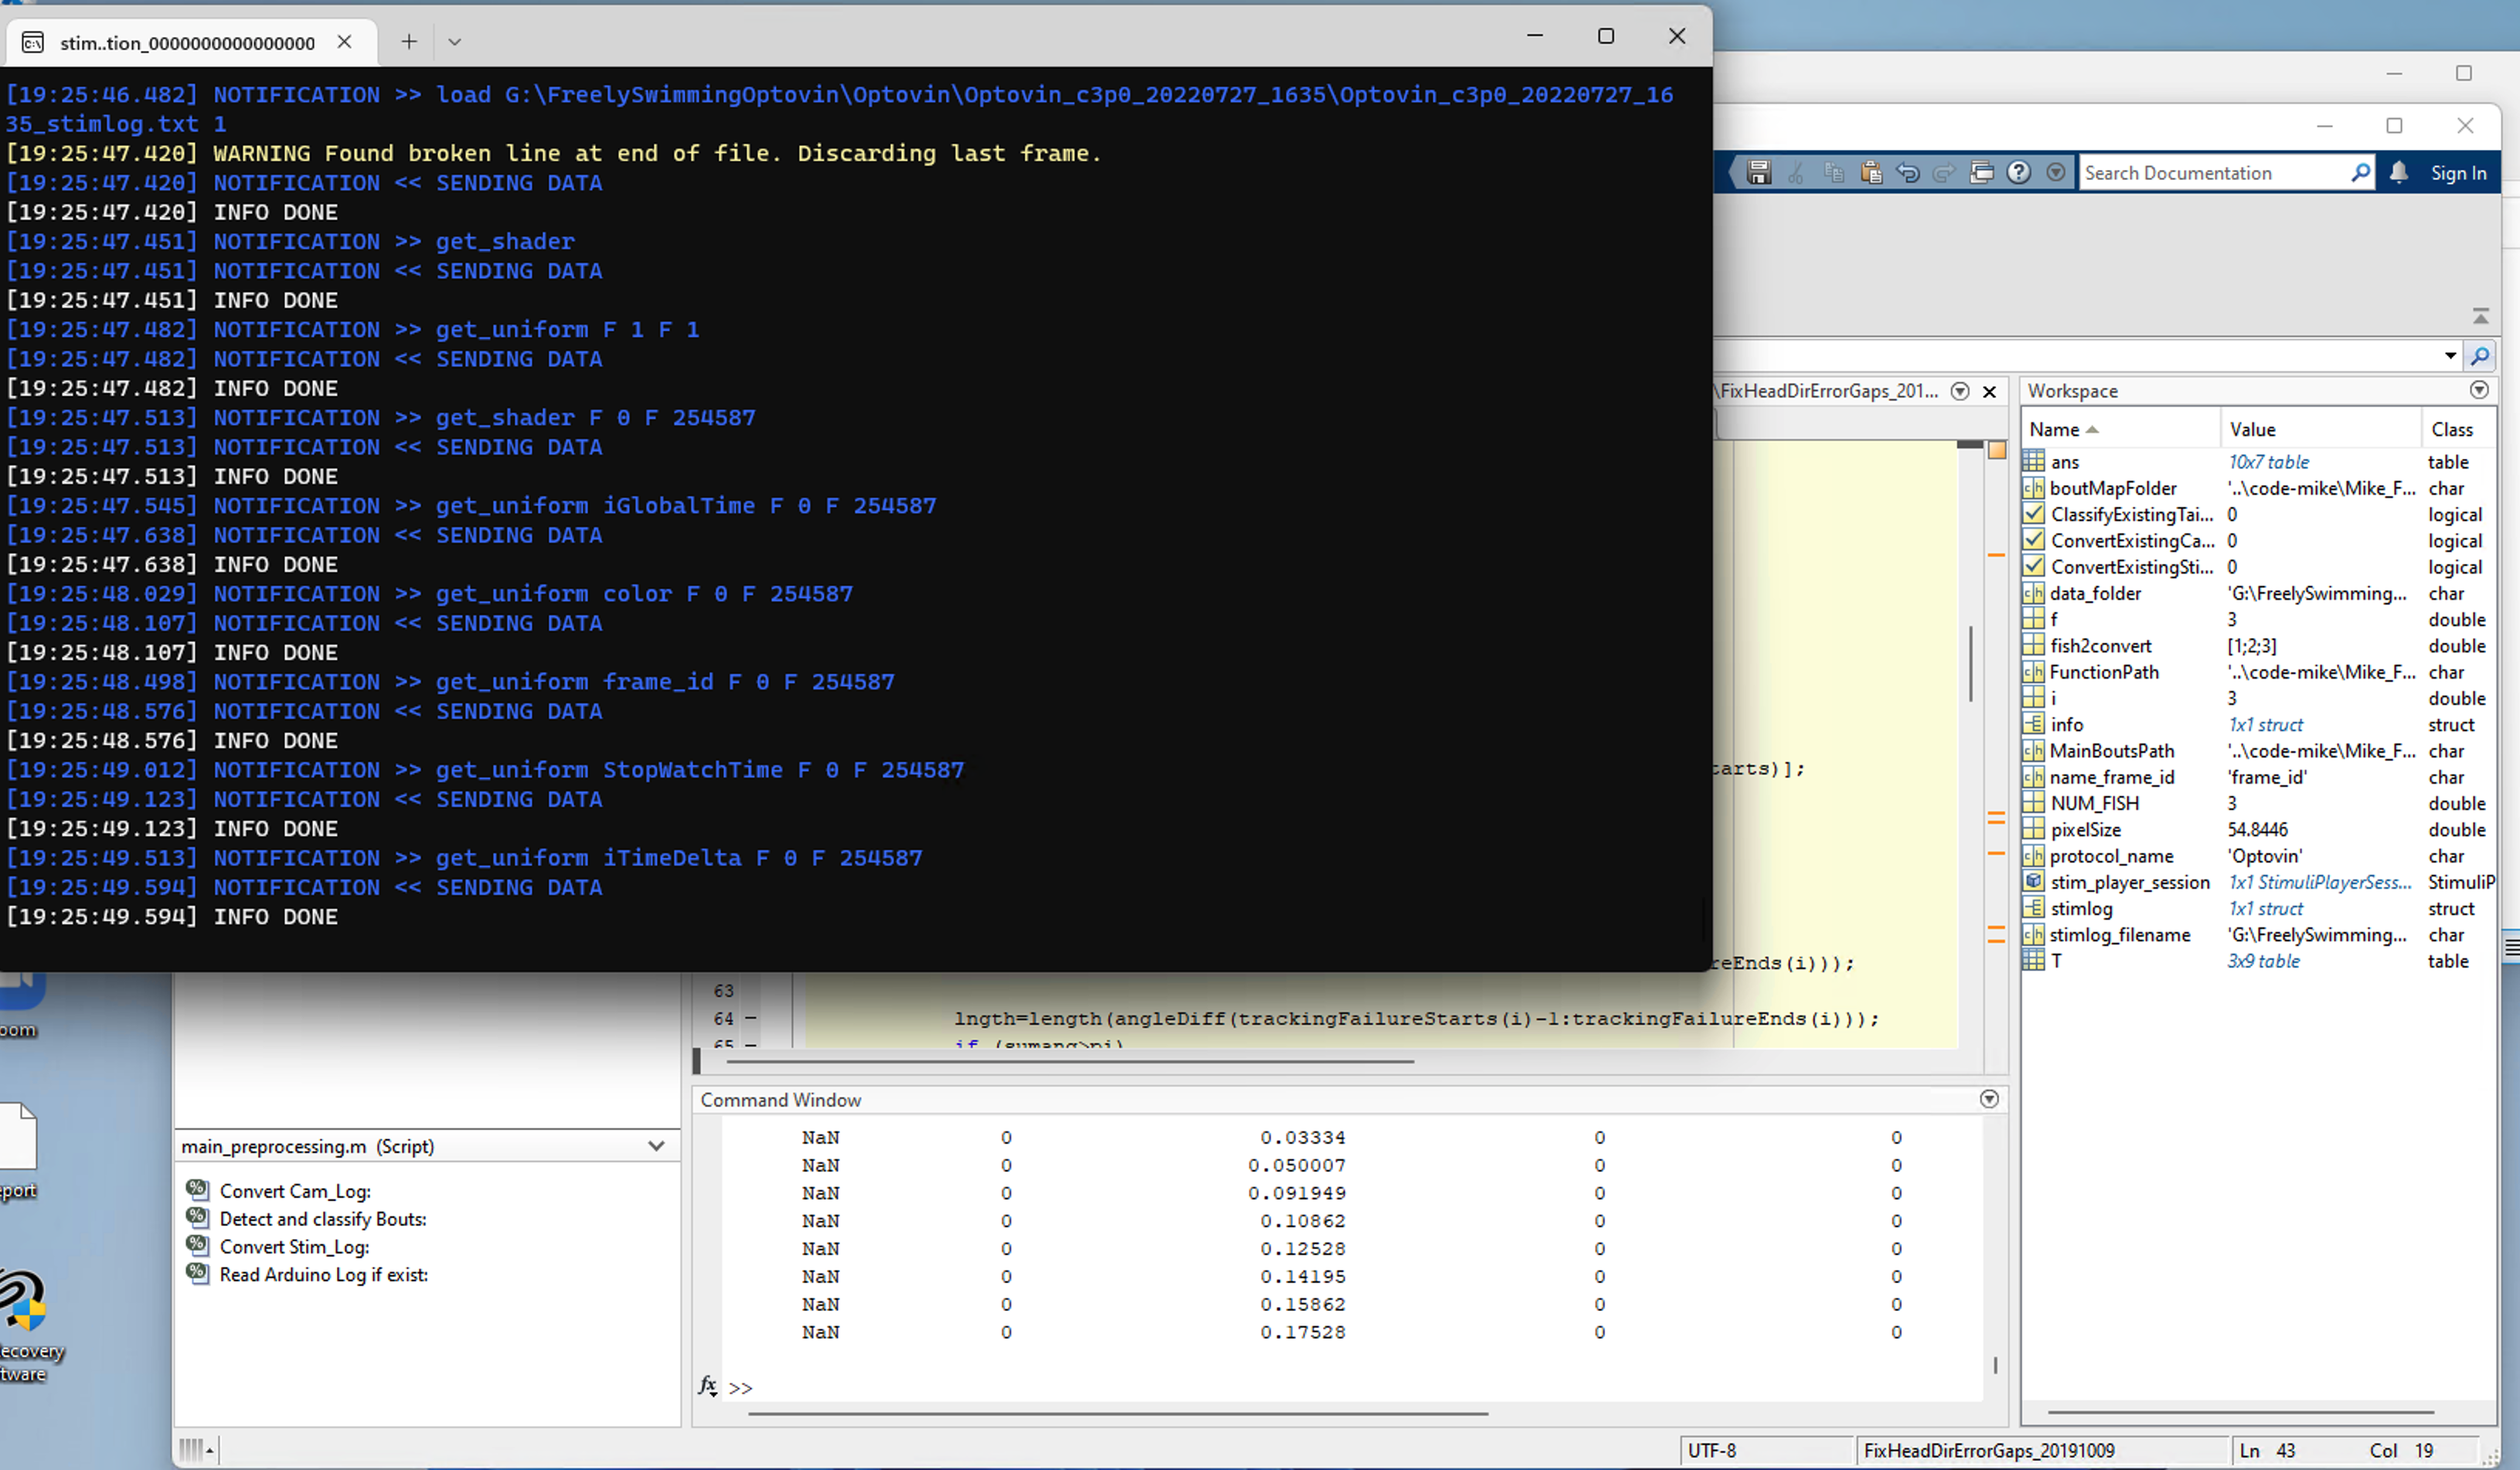 stim..tion_0000000000000000
[19:25:46.482] NOTIFICATION >> load G:\FreelySwimmingOptovin\Optovin\Optovin_c3p0_20220727_1635\Optovin_c3p0_20220727_16
35_stimlog.txt 1
[19:25:47.420] WARNING Found broken line at end of file. Discarding last frame.
[19:25:47.420] NOTIFICATION << SENDING DATA
[19:25:47.420] INFO DONE
[19:25:47.451] NOTIFICATION >> get_shader
[19:25:47.451] NOTIFICATION << SENDING DATA
[19:25:47.451] INFO DONE
[19:25:47.482] NOTIFICATION >> get_uniform F 1 F 1
[19:25:47.482] NOTIFICATION << SENDING DATA
[19:25:47.482] INFO DONE
[19:25:47.513] NOTIFICATION >> get_shader F 0 F 254587
[19:25:47.513] NOTIFICATION << SENDING DATA
[19:25:47.513] INFO DONE
[19:25:47.545] NOTIFICATION >> get_uniform iGlobalTime F 0 F 254587
[19:25:47.638] NOTIFICATION << SENDING DATA
[19:25:47.638] INFO DONE
[19:25:48.029] NOTIFICATION >> get_uniform color F 0 F 254587
[19:25:48.107] NOTIFICATION << SENDING DATA
[19:25:48.107] INFO DONE
[19:25:48.498] NOTIFICATION >> get_uniform frame_id F 0 F 254587
[19:25:48.576] NOTIFICATION << SENDING DATA
[19:25:48.576] INFO DONE
[19:25:49.012] NOTIFICATION >> get_uniform StopWatchTime F 0 F 254587
[19:25:49.123] NOTIFICATION << SENDING DATA
[19:25:49.123] INFO DONE
[19:25:49.513] NOTIFICATION >> get_uniform iTimeDelta F 0 F 254587
[19:25:49.594] NOTIFICATION << SENDING DATA
[19:25:49.594] INFO DONE
Search Documentation
Sign In
\FixHeadDirErrorGaps_201...
tarts)];
reEnds(i)));
63
64 lngth=length(angleDiff(trackingFailureStarts(i)-1:trackingFailureEnds(i)));
65 if (sumang>pi)
Workspace
Name Value Class
ans 10x7 table table
boutMapFolder '..\code-mike\Mike_F... char
ClassifyExistingTai... 0 logical
ConvertExistingCa... 0 logical
ConvertExistingSti... 0 logical
data_folder 'G:\FreelySwimming... char
f 3 double
fish2convert [1;2;3] double
FunctionPath '..\code-mike\Mike_F... char
i 3 double
info 1x1 struct struct
MainBoutsPath '..\code-mike\Mike_F... char
name_frame_id 'frame_id' char
NUM_FISH 3 double
pixelSize 54.8446 double
protocol_name 'Optovin' char
stim_player_session 1x1 StimuliPlayerSess... StimuliP
stimlog 1x1 struct struct
stimlog_filename 'G:\FreelySwimming... char
T 3x9 table table
oom
port
ecovery
tware
main_preprocessing.m (Script)
Convert Cam_Log:
Detect and classify Bouts:
Convert Stim_Log:
Read Arduino Log if exist:
Command Window
NaN 0 0.03334 0 0
NaN 0 0.050007 0 0
NaN 0 0.091949 0 0
NaN 0 0.10862 0 0
NaN 0 0.12528 0 0
NaN 0 0.14195 0 0
NaN 0 0.15862 0 0
NaN 0 0.17528 0 0
fx >>
UTF-8
FixHeadDirErrorGaps_20191009
Ln 43 Col 19